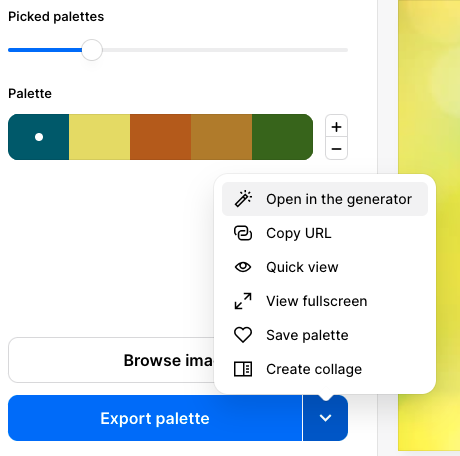 Picked palettes
Palette
+
−
Open in the generator
Copy URL
Quick view
View fullscreen
Save palette
Create collage
Browse
Export palette